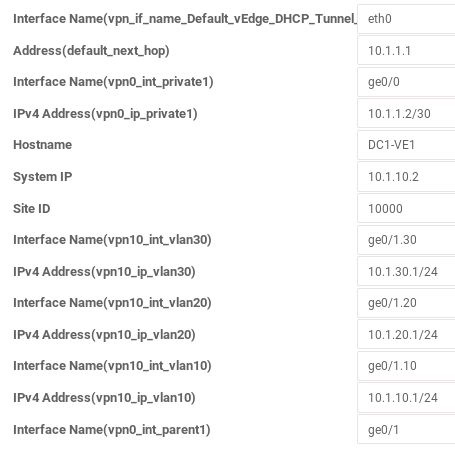 Interface Name(vpn_if_name_Default_vEdge_DHCP_Tunnel_ eth0
Address(default_next_hop) 10.1.1.1
Interface Name(vpn0_int_private1) ge0/0
IPv4 Address(vpn0_ip_private1) 10.1.1.2/30
Hostname DC1-VE1
System IP 10.1.10.2
Site ID 10000
Interface Name(vpn10_int_vlan30) ge0/1.30
IPv4 Address(vpn10_ip_vlan30) 10.1.30.1/24
Interface Name(vpn10_int_vlan20) ge0/1.20
IPv4 Address(vpn10_ip_vlan20) 10.1.20.1/24
Interface Name(vpn10_int_vlan10) ge0/1.10
IPv4 Address(vpn10_ip_vlan10) 10.1.10.1/24
Interface Name(vpn0_int_parent1) ge0/1